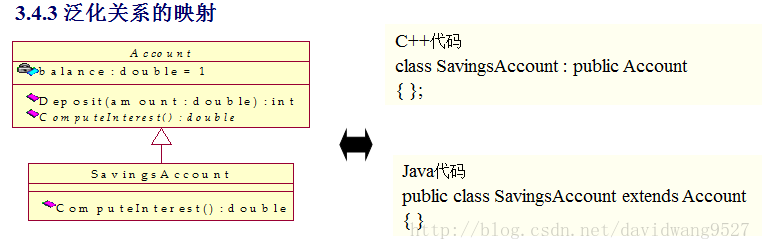 3.4.3 泛化关系的映射
Account
balance : double = 1
Deposit(amount : double) : int
ComputeInterest() : double
SavingsAccount
ComputeInterest() : double
C++代码
class SavingsAccount : public Account
{ };
Java代码
public class SavingsAccount extends Account
{ }
http://blog.csdn.net/davidwang9527